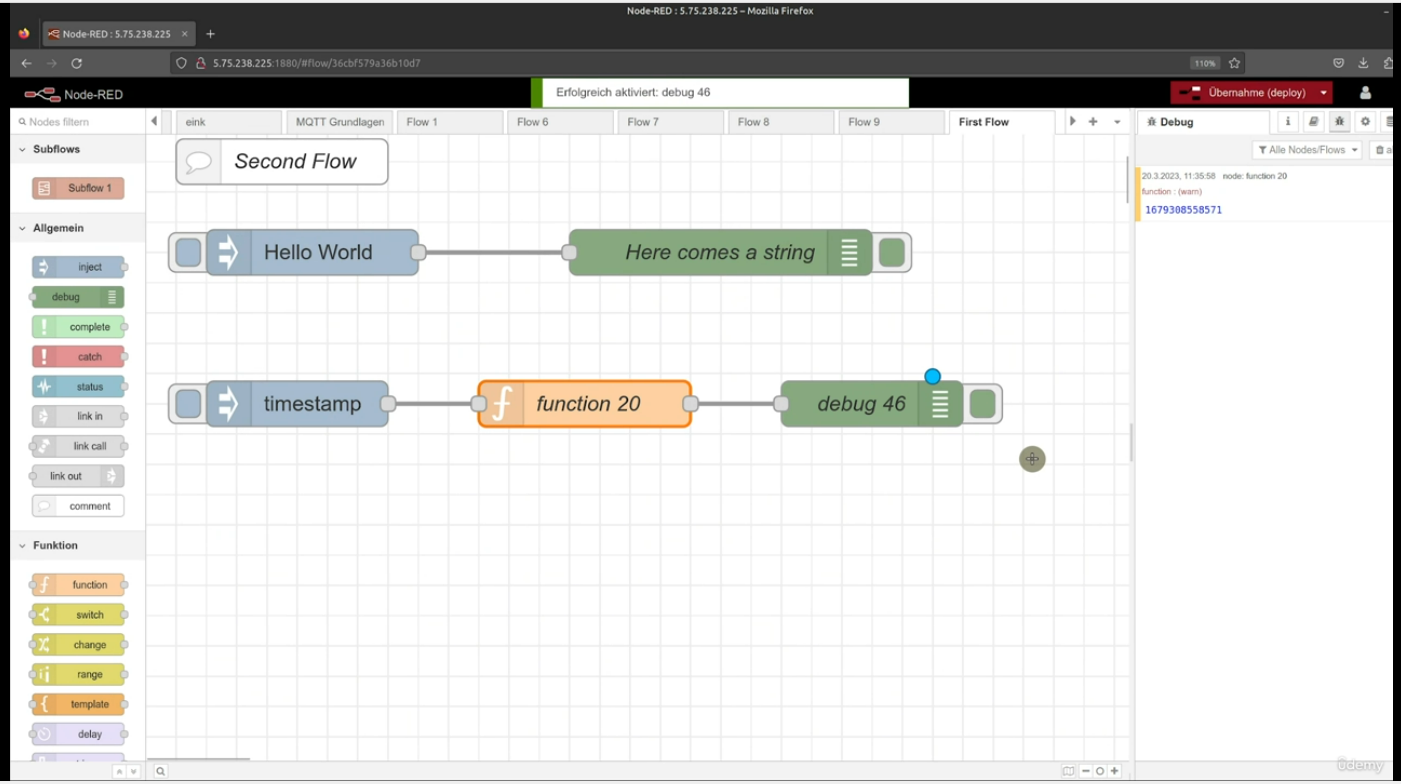 Node-RED : 5.75.238.225 – Mozilla Firefox
Node-RED : 5.75.238.225
5.75.238.225:1880/#flow/36cbf579a36b10d7
110%
Node-RED
Erfolgreich aktiviert: debug 46
Übernahme (deploy)
Nodes filtern
eink
MQTT Grundlagen
Flow 1
Flow 6
Flow 7
Flow 8
Flow 9
First Flow
Debug
Alle Nodes/Flows
Subflows
Subflow 1
Allgemein
inject
debug
complete
catch
status
link in
link call
link out
comment
Funktion
function
switch
change
range
template
delay
Second Flow
Hello World
Here comes a string
timestamp
function 20
debug 46
20.3.2023, 11:35:58 node: function 20
function : (warn)
1679308558571
ûdemy